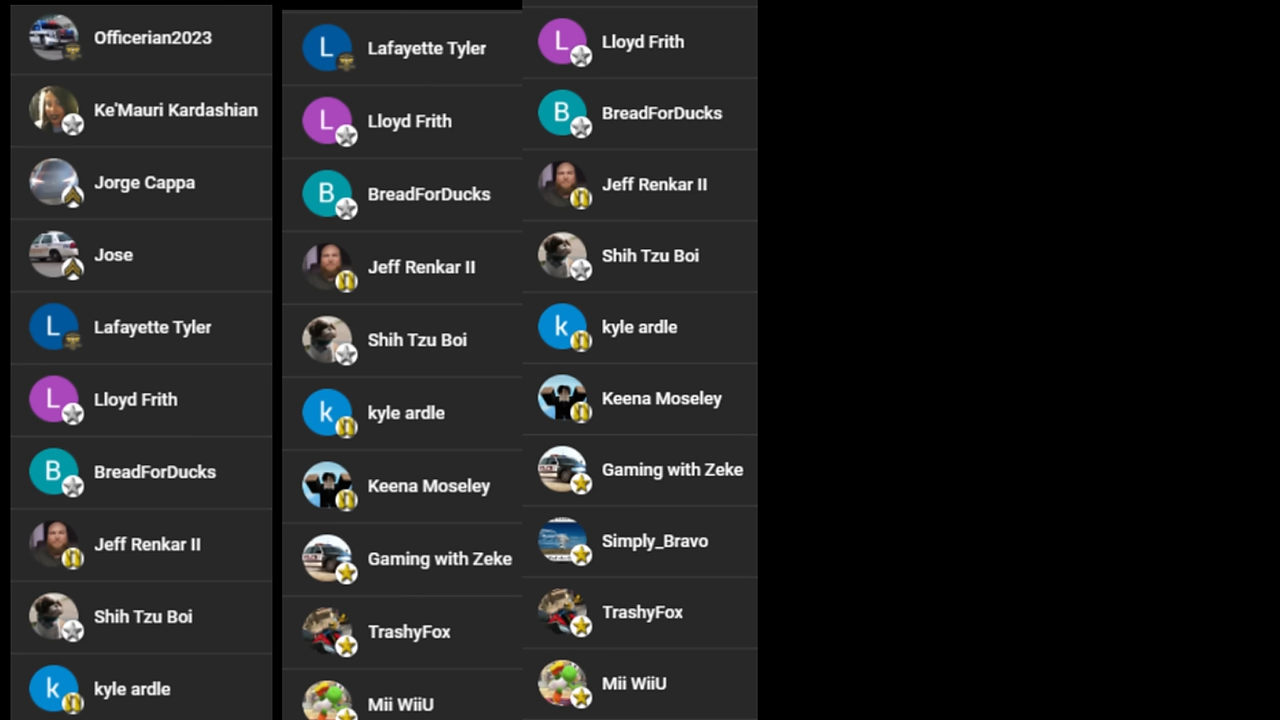 Officerian2023
Ke'Mauri Kardashian
Jorge Cappa
Jose
L Lafayette Tyler
L Lloyd Frith
B BreadForDucks
Jeff Renkar II
Shih Tzu Boi
k kyle ardle
L Lafayette Tyler
L Lloyd Frith
B BreadForDucks
Jeff Renkar II
Shih Tzu Boi
k kyle ardle
Keena Moseley
Gaming with Zeke
TrashyFox
Mii WiiU
L Lloyd Frith
B BreadForDucks
Jeff Renkar II
Shih Tzu Boi
k kyle ardle
Keena Moseley
Gaming with Zeke
Simply_Bravo
TrashyFox
Mii WiiU